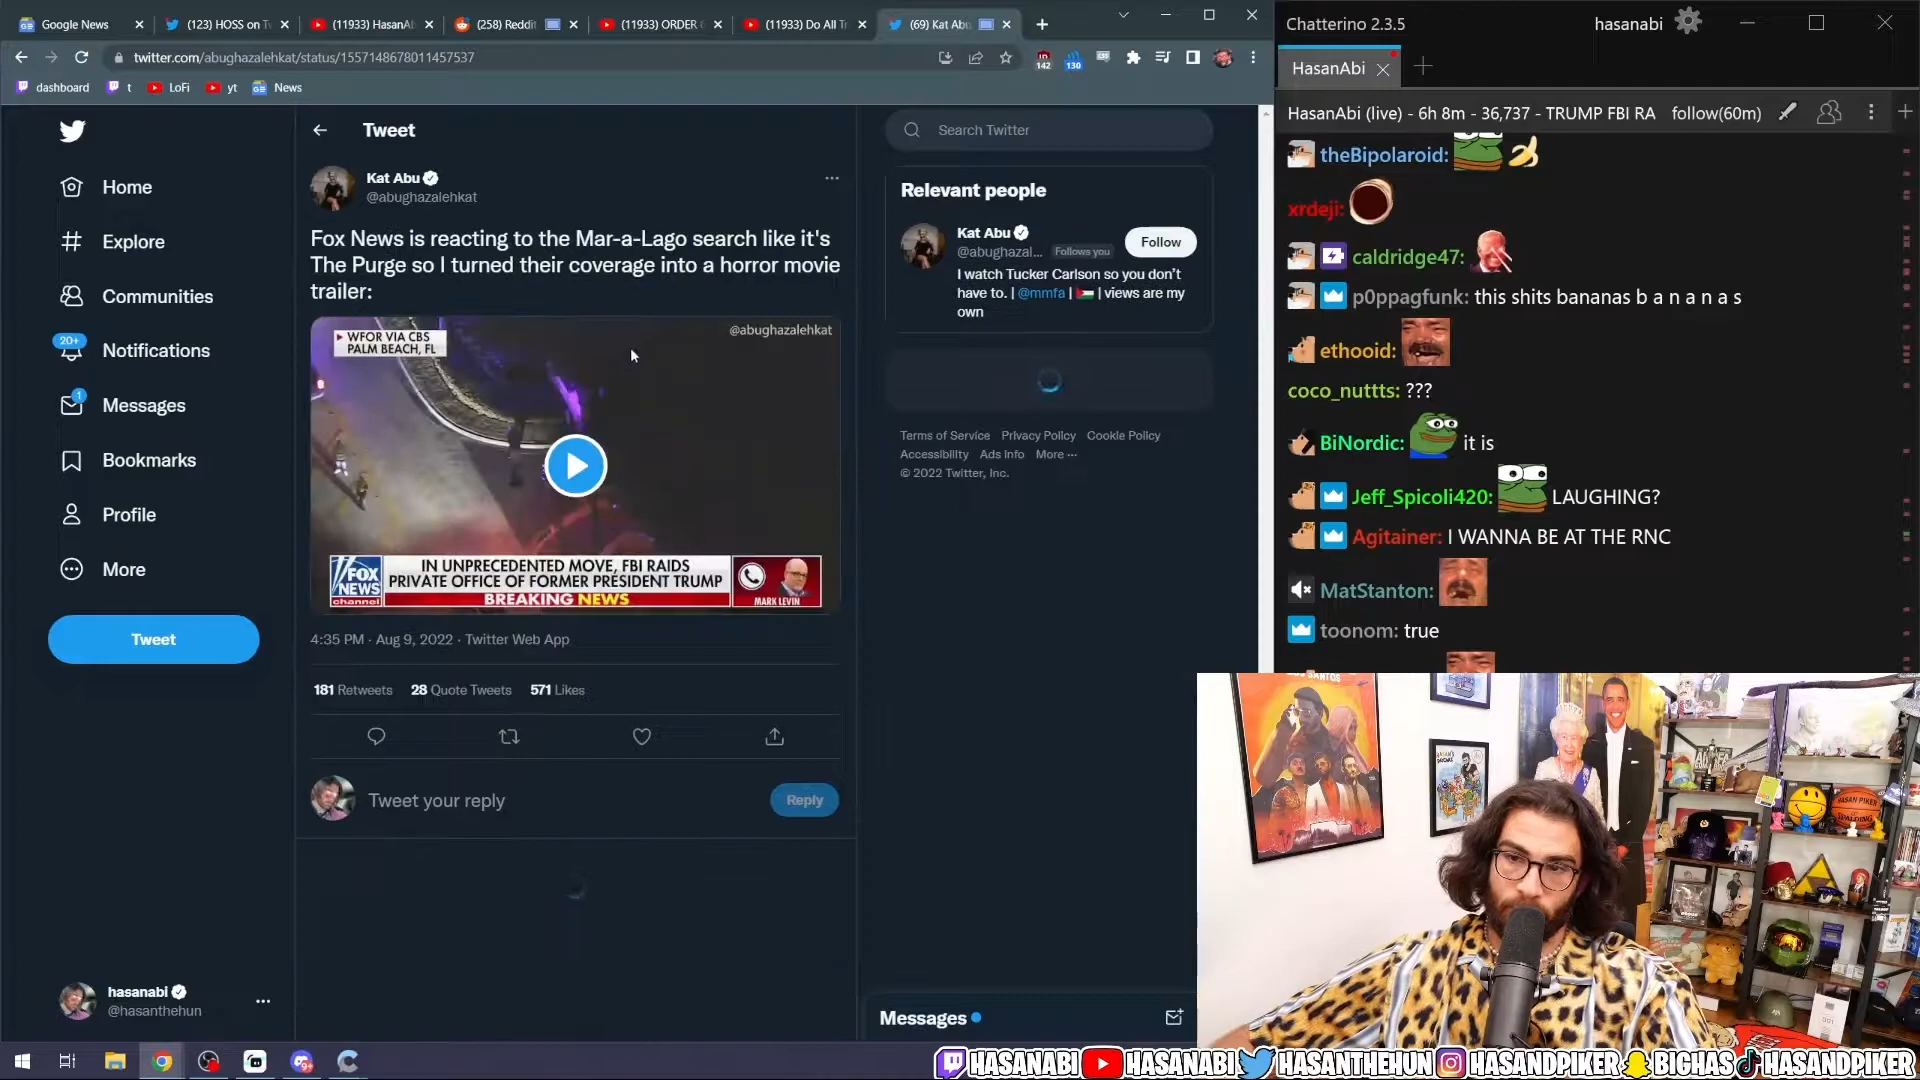 Google News
(123) HOSS on T
(11933) HasanAb
(258) Reddit
(11933) ORDER
(11933) Do All T
(69) Kat Abu
twitter.com/abughazalehkat/status/1557148678011457537
142
130
dashboard
t
LoFi
yt
News
Home
Explore
Communities
20+
Notifications
1
Messages
Bookmarks
Profile
More
Tweet
hasanabi
@hasanthehun
Tweet
Kat Abu
@abughazalehkat
Fox News is reacting to the Mar-a-Lago search like it's
The Purge so I turned their coverage into a horror movie
trailer:
WFOR VIA CBS
PALM BEACH, FL
@abughazalehkat
FOX
NEWS
channel
IN UNPRECEDENTED MOVE, FBI RAIDS
PRIVATE OFFICE OF FORMER PRESIDENT TRUMP
BREAKING NEWS
MARK LEVIN
4:35 PM · Aug 9, 2022 · Twitter Web App
181 Retweets 28 Quote Tweets 571 Likes
Tweet your reply
Reply
Search Twitter
Relevant people
Kat Abu
@abughazal... Follows you
Follow
I watch Tucker Carlson so you don't
have to. | @mmfa | | views are my
own
Terms of Service Privacy Policy Cookie Policy
Accessibility Ads Info More ...
© 2022 Twitter, Inc.
Messages
Chatterino 2.3.5
hasanabi
HasanAbi
HasanAbi (live) - 6h 8m - 36,737 - TRUMP FBI RA follow(60m)
theBipolaroid:
xrdeji:
caldridge47:
p0ppagfunk: this shits bananas b a n a n a s
ethooid:
coco_nuttts: ???
BiNordic: it is
Jeff_Spicoli420: LAUGHING?
Agitainer: I WANNA BE AT THE RNC
MatStanton:
toonom: true
HASAN PIKER
SPALDING
HASANABI HASANABI HASANTHEHUN HASANDPIKER BIGHAS HASANDPIKER